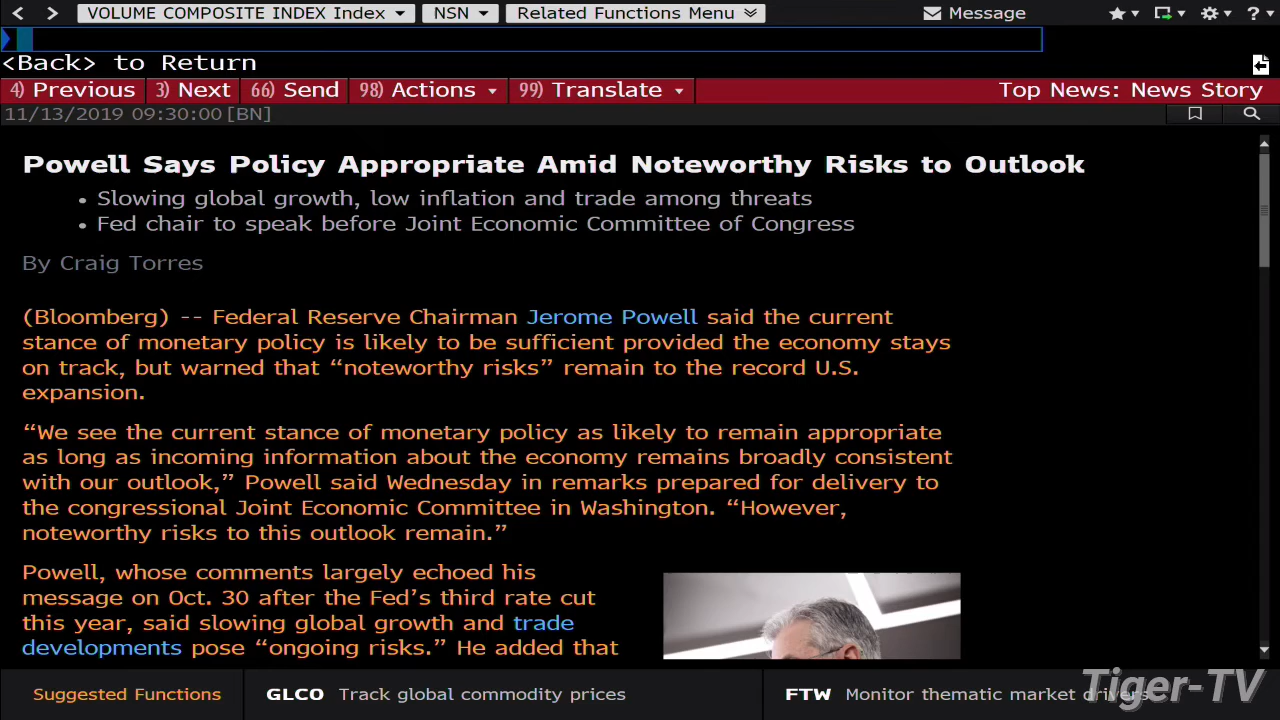 VOLUME COMPOSITE INDEX Index NSN Related Functions Menu Message ?
<Back> to Return
4) Previous 3) Next 66) Send 98) Actions 99) Translate Top News: News Story
11/13/2019 09:30:00 [BN]
Powell Says Policy Appropriate Amid Noteworthy Risks to Outlook
• Slowing global growth, low inflation and trade among threats
• Fed chair to speak before Joint Economic Committee of Congress
By Craig Torres
(Bloomberg) -- Federal Reserve Chairman Jerome Powell said the current
stance of monetary policy is likely to be sufficient provided the economy stays
on track, but warned that “noteworthy risks” remain to the record U.S.
expansion.
“We see the current stance of monetary policy as likely to remain appropriate
as long as incoming information about the economy remains broadly consistent
with our outlook,” Powell said Wednesday in remarks prepared for delivery to
the congressional Joint Economic Committee in Washington. “However,
noteworthy risks to this outlook remain.”
Powell, whose comments largely echoed his
message on Oct. 30 after the Fed’s third rate cut
this year, said slowing global growth and trade
developments pose “ongoing risks.” He added that
Suggested Functions GLCO Track global commodity prices FTW Monitor thematic market drivers
Tiger-TV